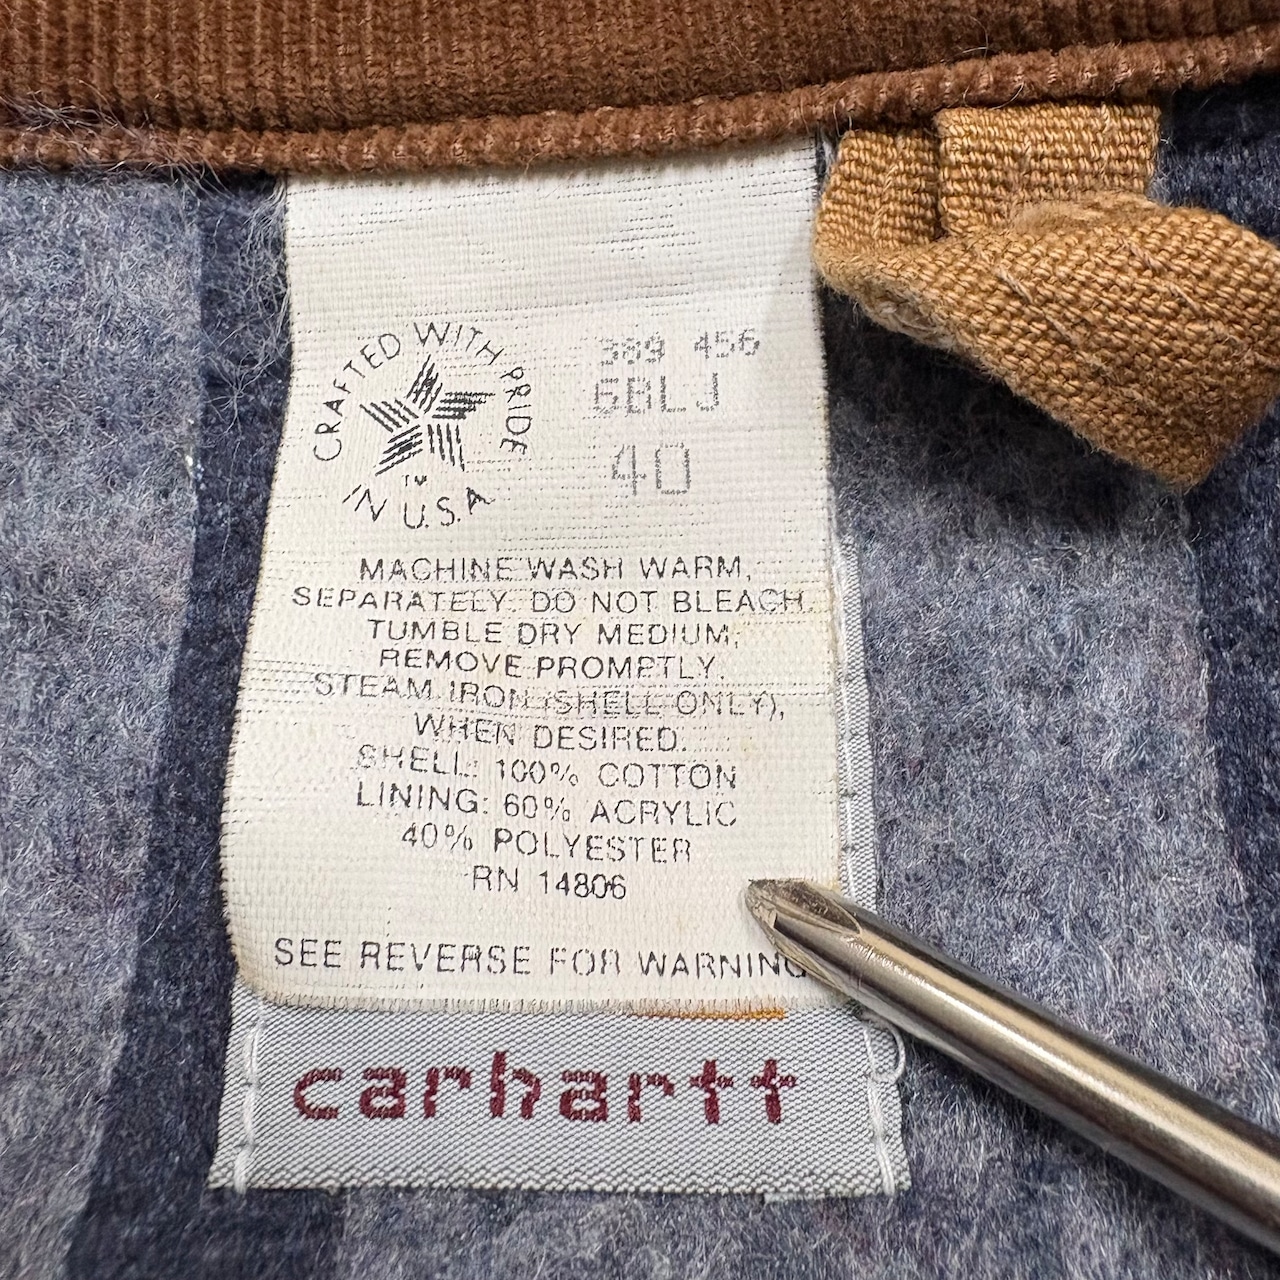 CRAFTED WITH PRIDE
IN U.S.A
389 456
6BLJ
40
MACHINE WASH WARM,
SEPARATELY. DO NOT BLEACH.
TUMBLE DRY MEDIUM,
REMOVE PROMPTLY.
STEAM IRON (SHELL ONLY),
WHEN DESIRED.
SHELL: 100% COTTON
LINING: 60% ACRYLIC
40% POLYESTER
RN 14806
SEE REVERSE FOR WARNING
carhartt